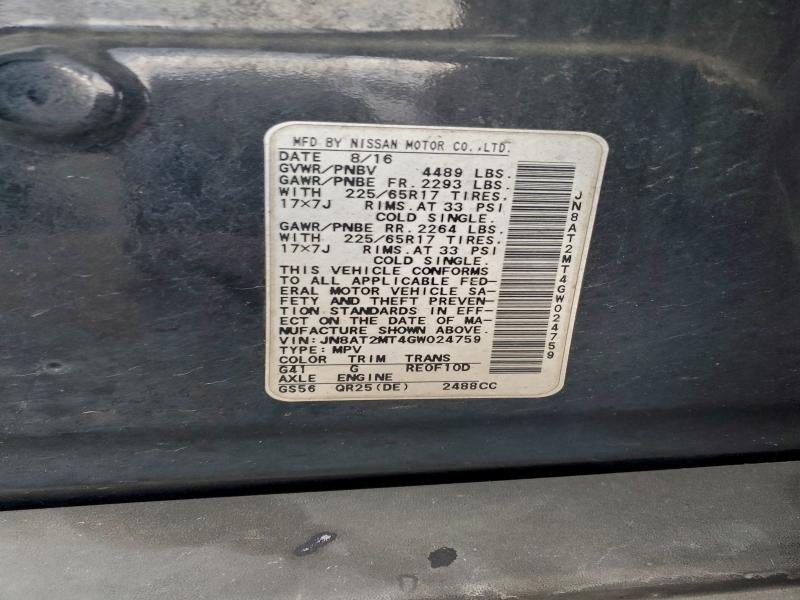 MFD BY NISSAN MOTOR CO.,LTD.
DATE 8/16
GVWR/PNBV 4489 LBS.
GAWR/PNBE FR. 2293 LBS.
WITH 225/65R17 TIRES.
17×7J RIMS.AT 33 PSI
COLD SINGLE.
GAWR/PNBE RR. 2264 LBS.
WITH 225/65R17 TIRES.
17×7J RIMS.AT 33 PSI
COLD SINGLE.
THIS VEHICLE CONFORMS
TO ALL APPLICABLE FED-
ERAL MOTOR VEHICLE SA-
FETY AND THEFT PREVEN-
TION STANDARDS IN EFF-
ECT ON THE DATE OF MA-
NUFACTURE SHOWN ABOVE.
VIN:JN8AT2MT4GW024759
TYPE:MPV
COLOR TRIM TRANS
G41 G RE0F10D
AXLE ENGINE
GS56 QR25(DE) 2488CC
JN8AT2MT4GW024759